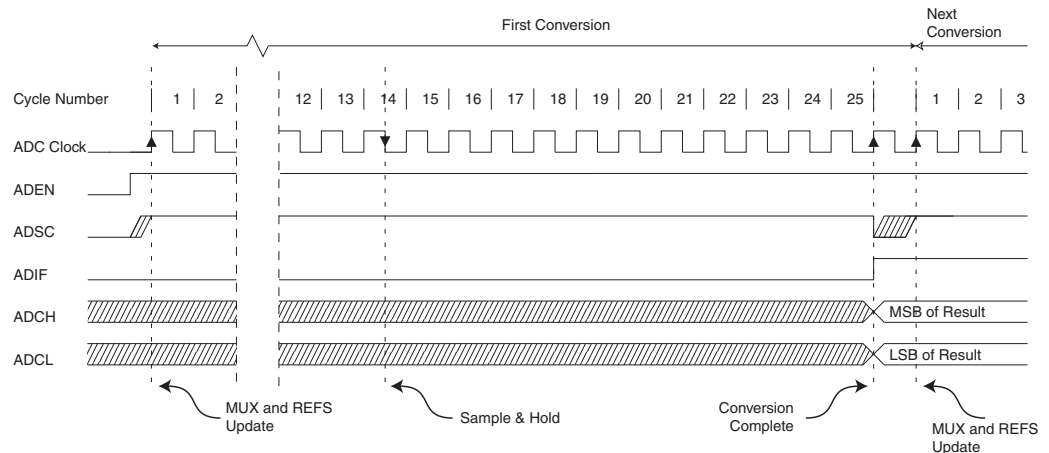 First Conversion
Next
Conversion
Cycle Number 1 2 12 13 14 15 16 17 18 19 20 21 22 23 24 25 1 2 3
ADC Clock
ADEN
ADSC
ADIF
ADCH MSB of Result
ADCL LSB of Result
MUX and REFS
Update
Sample & Hold
Conversion
Complete
MUX and REFS
Update